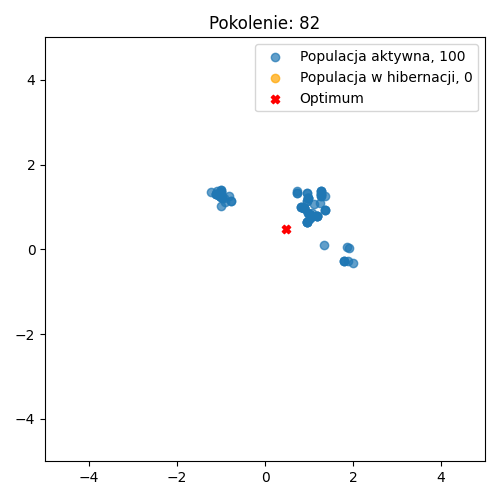 Pokolenie: 82
Populacja aktywna, 100
Populacja w hibernacji, 0
Optimum
4
2
0
−2
−4
−4 −2 0 2 4